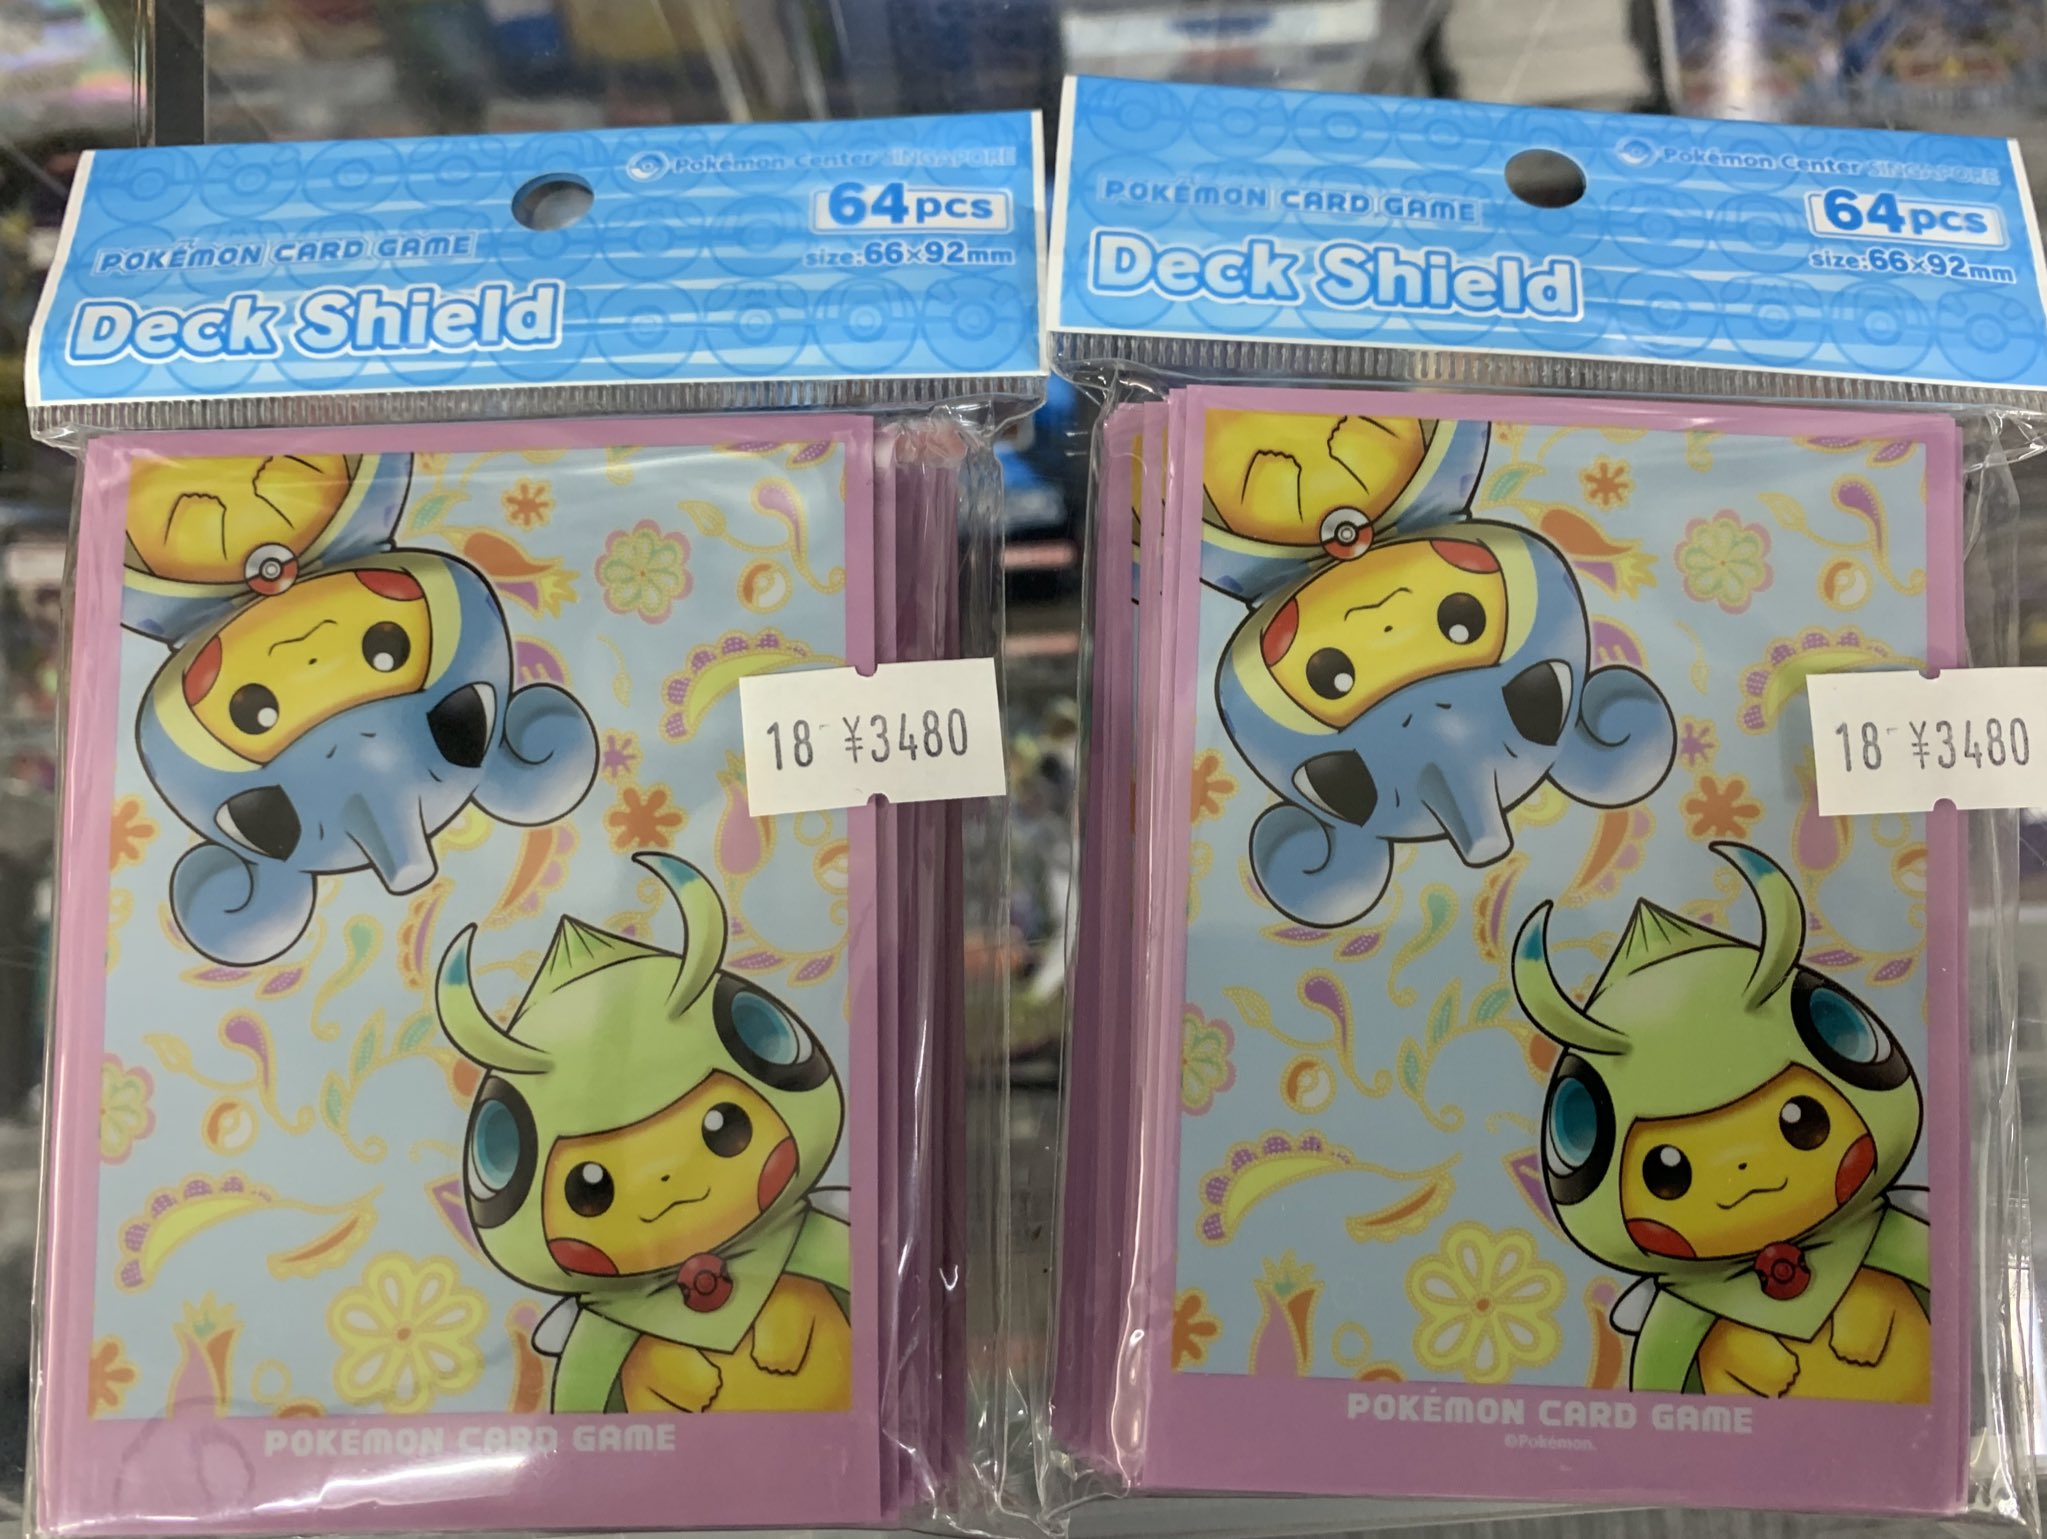 Pokémon Center SINGAPORE
64pcs
POKÉMON CARD GAME
size:66×92mm
Deck Shield
18 ¥3480
POKÉMON CARD GAME
Pokémon Center SINGAPORE
POKÉMON CARD GAME
64pcs
Deck Shield
size:66×92mm
18 ¥3480
POKÉMON CARD GAME
©Pokémon.